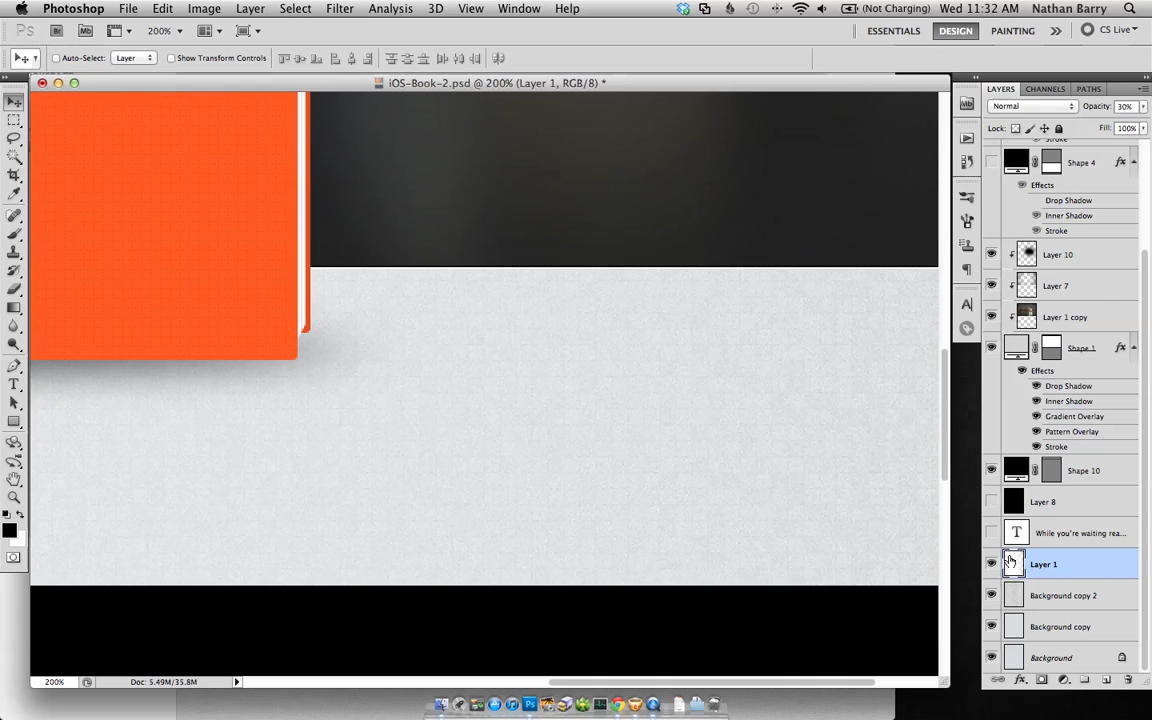 Photoshop File Edit Image Layer Select Filter Analysis 3D View Window Help (Not Charging) Wed 11:32 AM Nathan Barry
Ps Br Mb 200% ESSENTIALS DESIGN PAINTING >> CS Live
Auto-Select: Layer Show Transform Controls
iOS-Book-2.psd @ 200% (Layer 1, RGB/8) *
LAYERS CHANNELS PATHS
Normal Opacity: 30%
Lock: Fill: 100%
Stroke
Shape 4 fx
Effects
Drop Shadow
Inner Shadow
Stroke
Layer 10
Layer 7
Layer 1 copy
Shape 1 fx
Effects
Drop Shadow
Inner Shadow
Gradient Overlay
Pattern Overlay
Stroke
Shape 10
Layer 8
T While you're waiting rea...
Layer 1
Background copy 2
Background copy
Background
200% Doc: 5.49M/35.8M